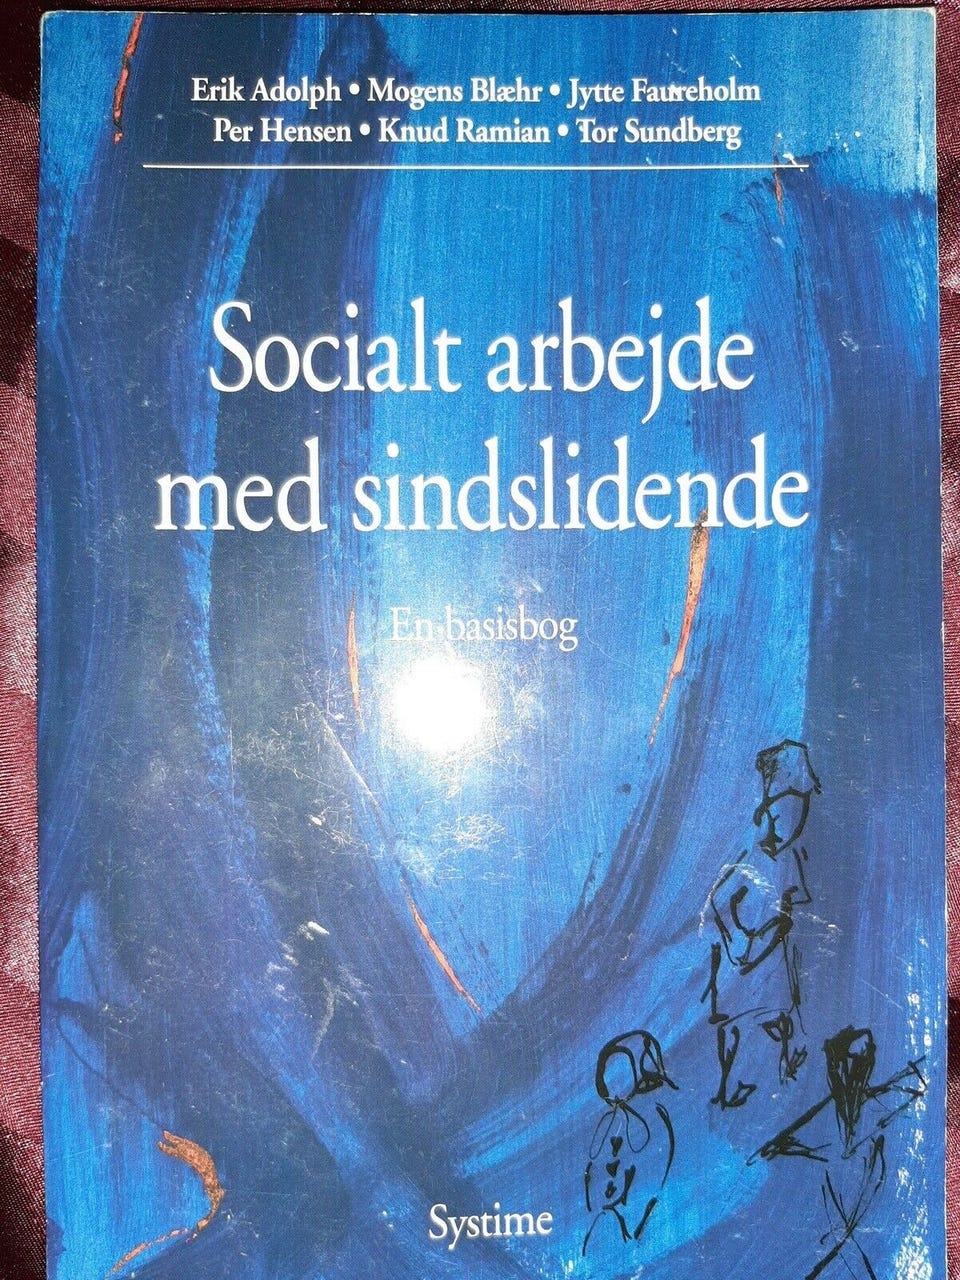 Erik Adolph • Mogens Blæhr • Jytte Faureholm
Per Hensen • Knud Ramian • Tor Sundberg
Socialt arbejde
med sindslidende
En basisbog
Systime